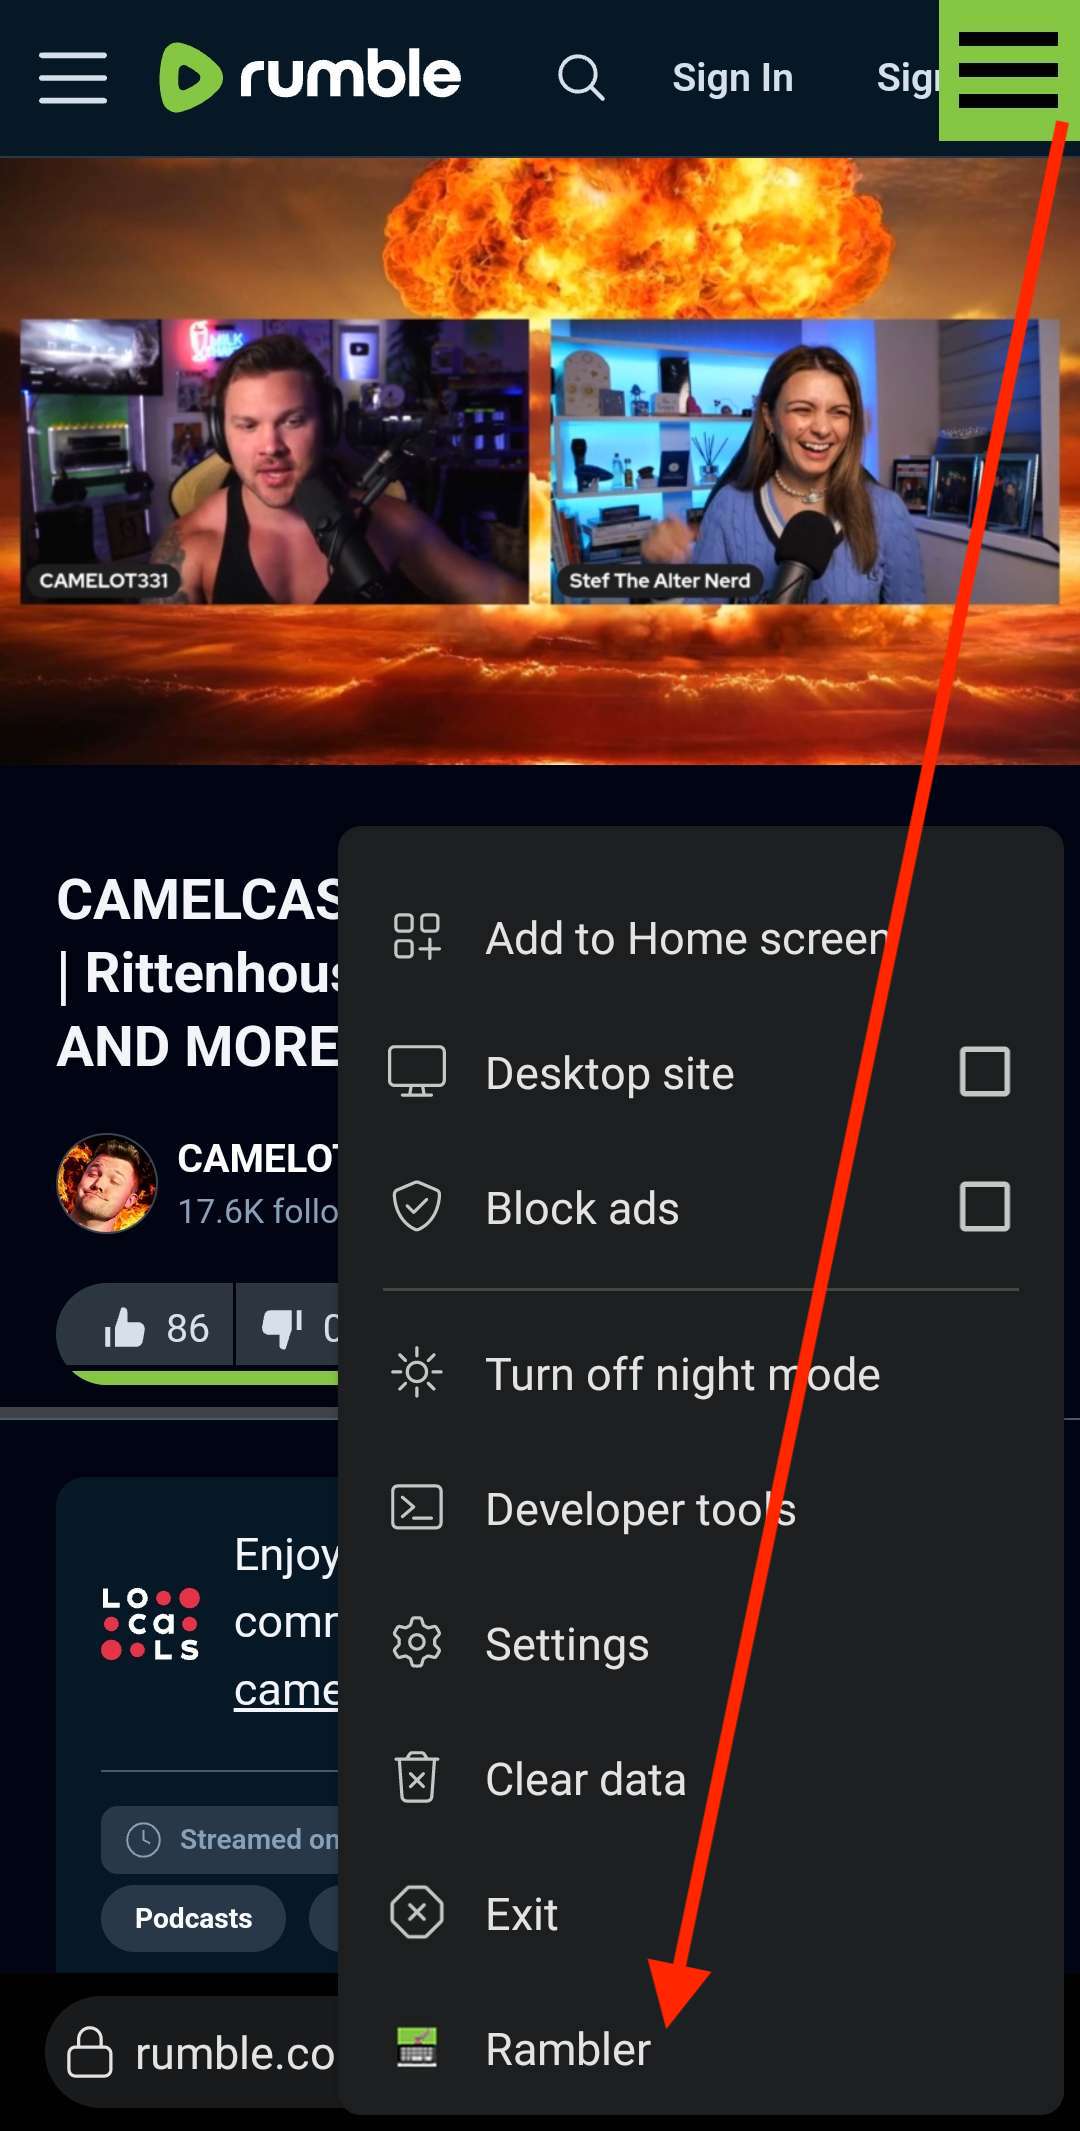 rumble
Sign In
Sig
CAMELOT331
Stef The Alter Nerd
CAMELCAS
| Rittenhous
AND MORE
CAMELOT
17.6K follo
86
0
Enjoy
LOCALS
comm
came
Streamed on
Podcasts
rumble.co
Add to Home screen
Desktop site
Block ads
Turn off night mode
Developer tools
Settings
Clear data
Exit
Rambler